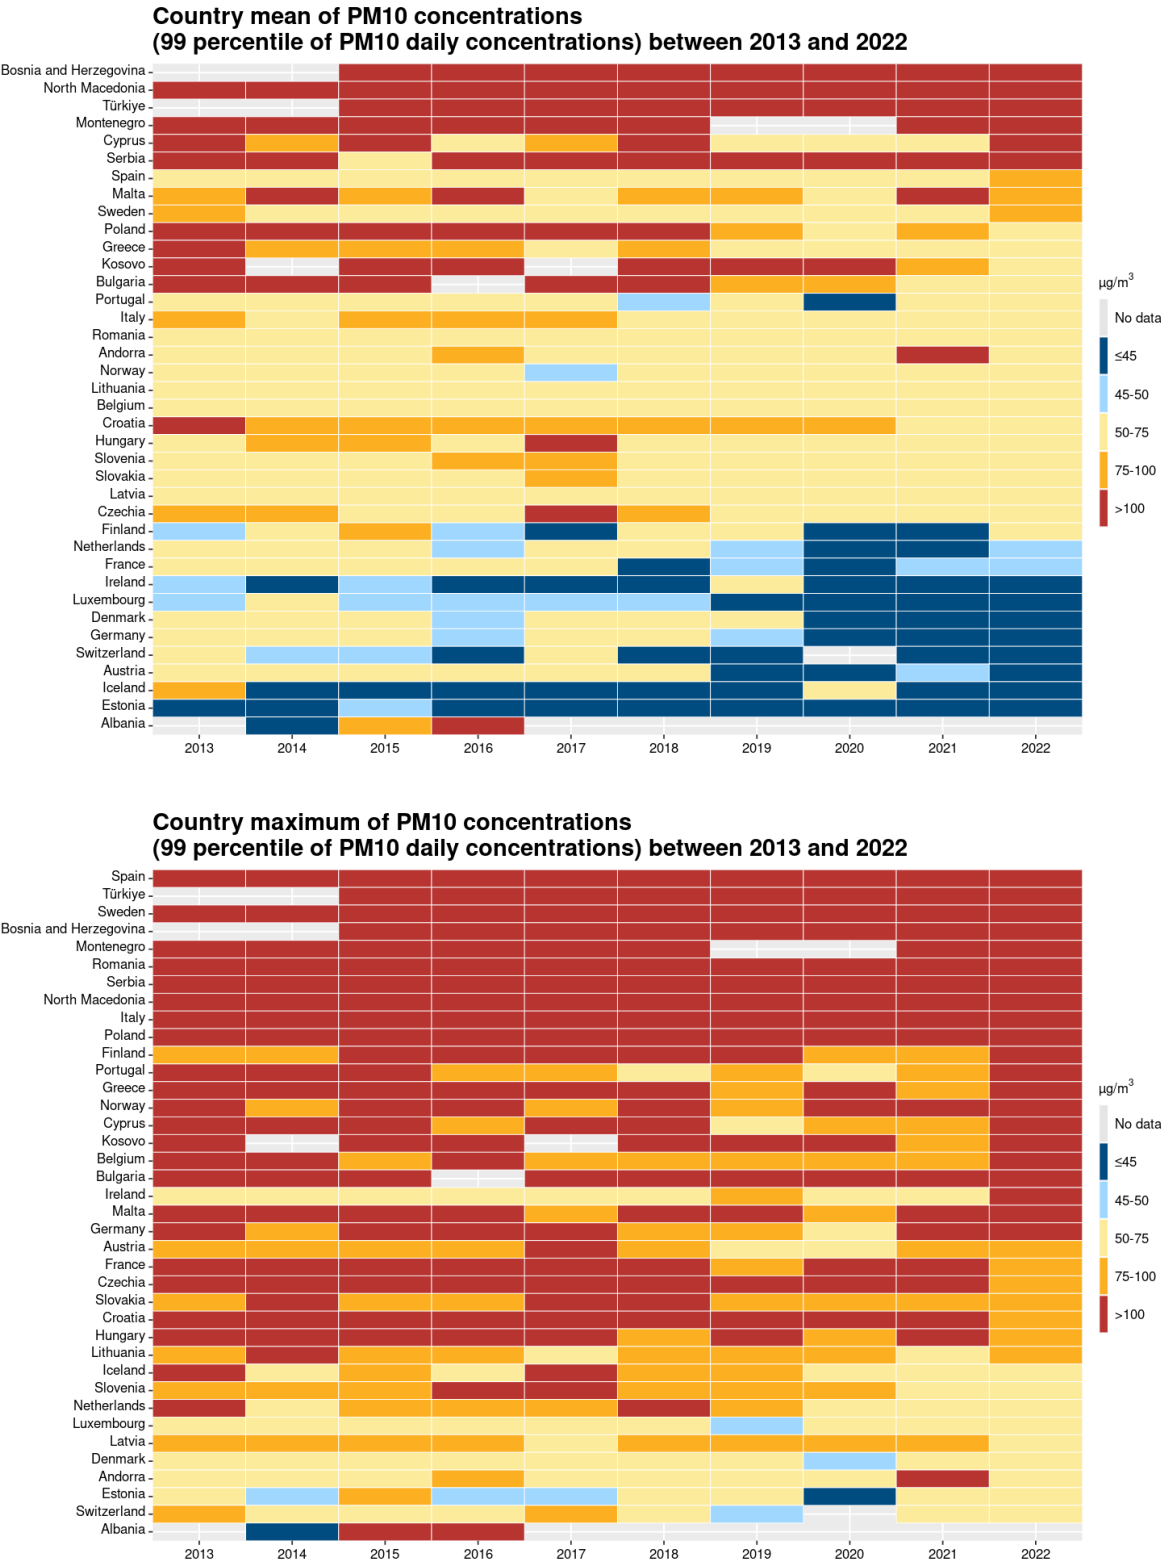 Country mean of PM10 concentrations
(99 percentile of PM10 daily concentrations) between 2013 and 2022
Bosnia and Herzegovina
North Macedonia
Türkiye
Montenegro
Cyprus
Serbia
Spain
Malta
Sweden
Poland
Greece
Kosovo
Bulgaria
Portugal
Italy
Romania
Andorra
Norway
Lithuania
Belgium
Croatia
Hungary
Slovenia
Slovakia
Latvia
Czechia
Finland
Netherlands
France
Ireland
Luxembourg
Denmark
Germany
Switzerland
Austria
Iceland
Estonia
Albania
2013 2014 2015 2016 2017 2018 2019 2020 2021 2022
µg/m³
No data
≤45
45-50
50-75
75-100
>100
Country maximum of PM10 concentrations
(99 percentile of PM10 daily concentrations) between 2013 and 2022
Spain
Türkiye
Sweden
Bosnia and Herzegovina
Montenegro
Romania
Serbia
North Macedonia
Italy
Poland
Finland
Portugal
Greece
Norway
Cyprus
Kosovo
Belgium
Bulgaria
Ireland
Malta
Germany
Austria
France
Czechia
Slovakia
Croatia
Hungary
Lithuania
Iceland
Slovenia
Netherlands
Luxembourg
Latvia
Denmark
Andorra
Estonia
Switzerland
Albania
2013 2014 2015 2016 2017 2018 2019 2020 2021 2022
µg/m³
No data
≤45
45-50
50-75
75-100
>100